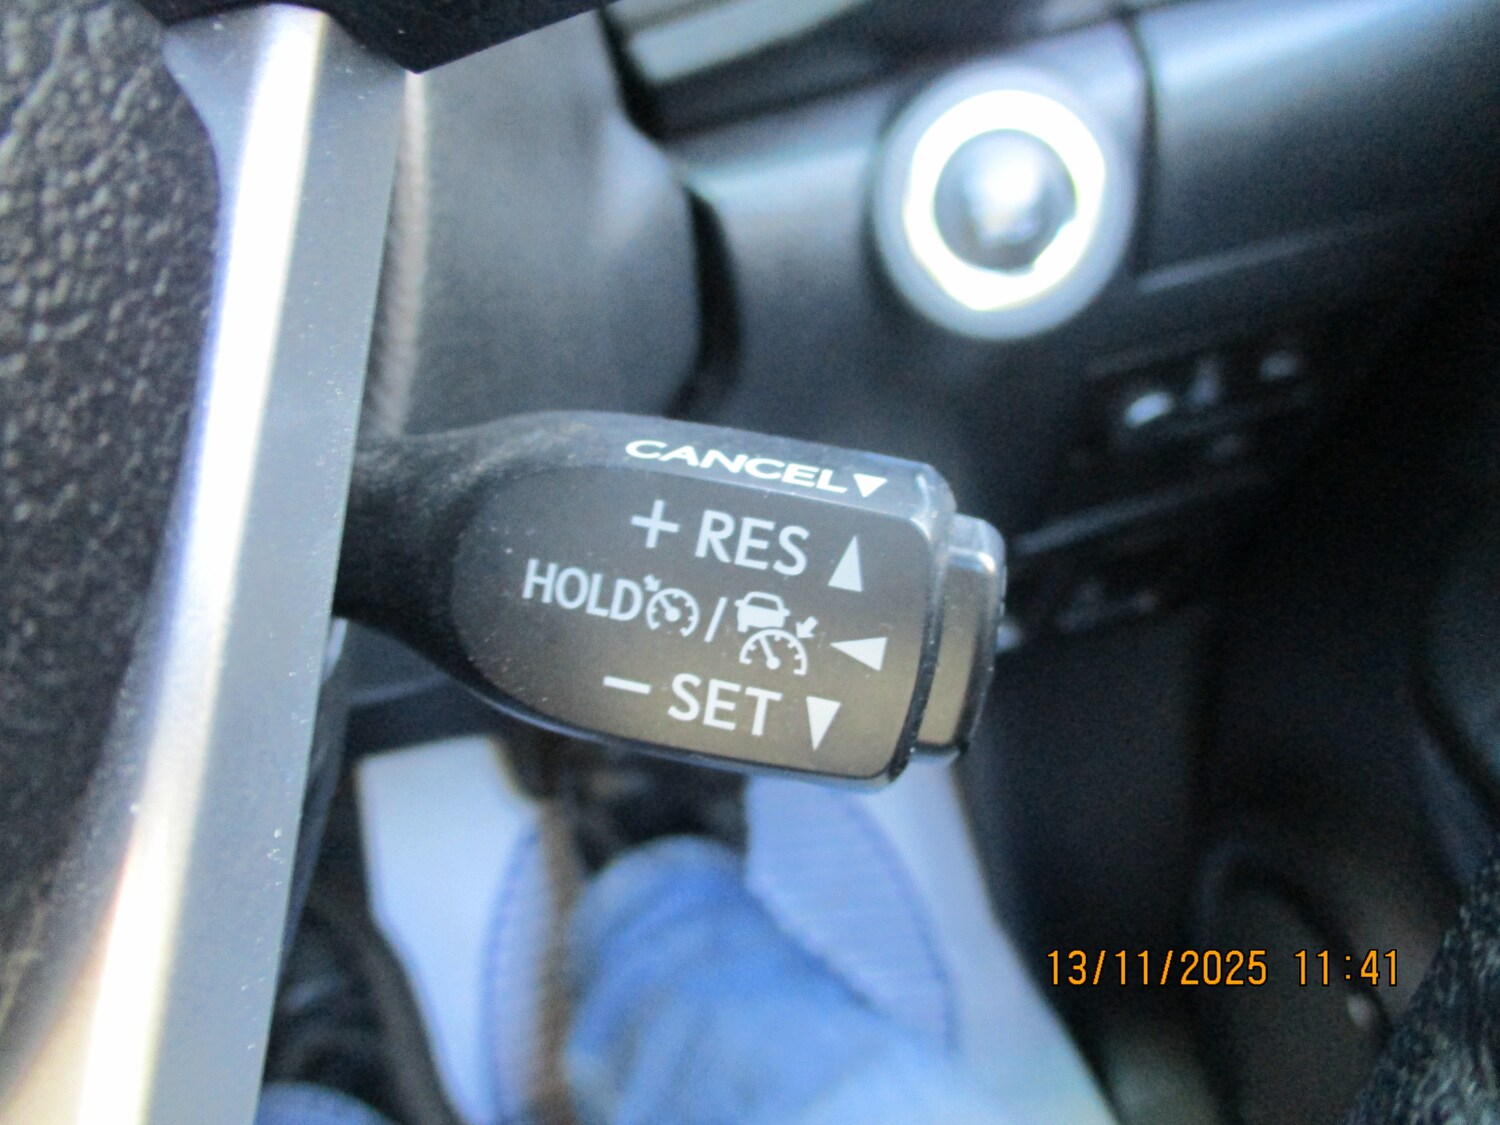 CANCEL▼
+ RES ▲
HOLD / ◀
− SET ▼
13/11/2025 11:41